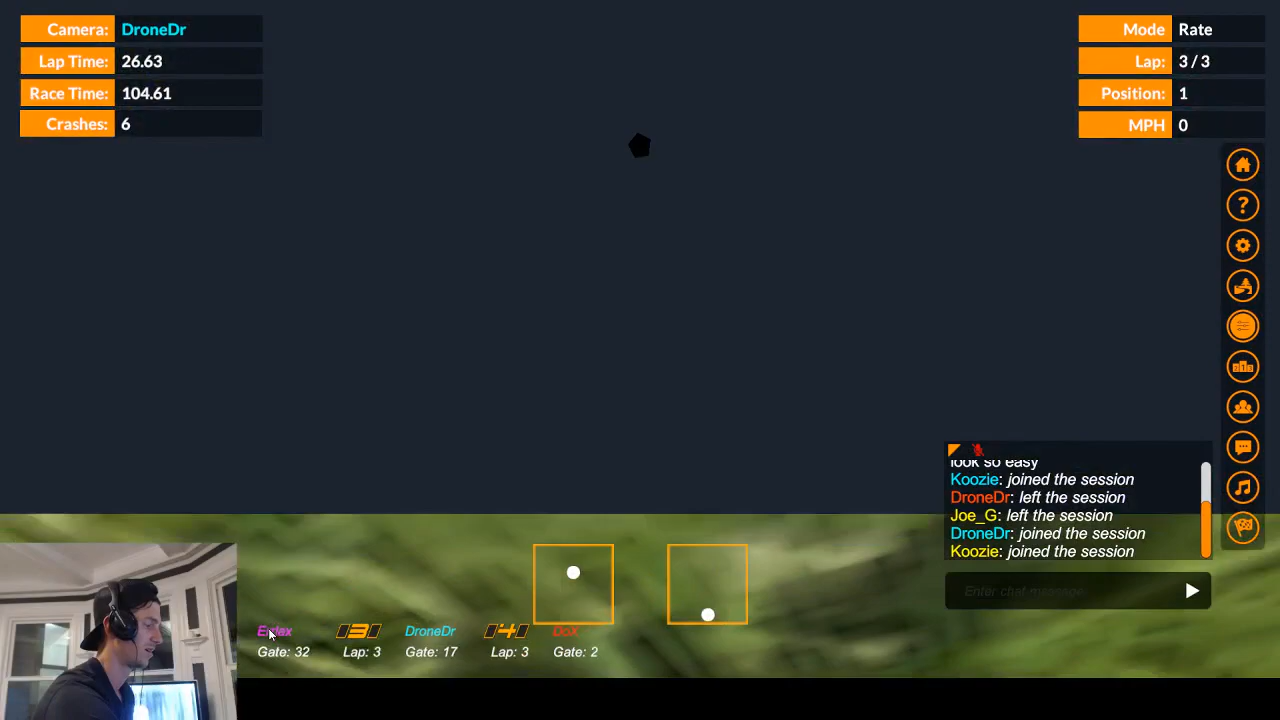 Camera: DroneDr
Lap Time: 26.63
Race Time: 104.61
Crashes: 6
Mode Rate
Lap: 3 / 3
Position: 1
MPH 0
?
look so easy
Koozie: joined the session
DroneDr: left the session
Joe_G: left the session
DroneDr: joined the session
Koozie: joined the session
Enter chat message
3 DroneDr 4 DoX
Gate: 32 Lap: 3 Gate: 17 Lap: 3 Gate: 2